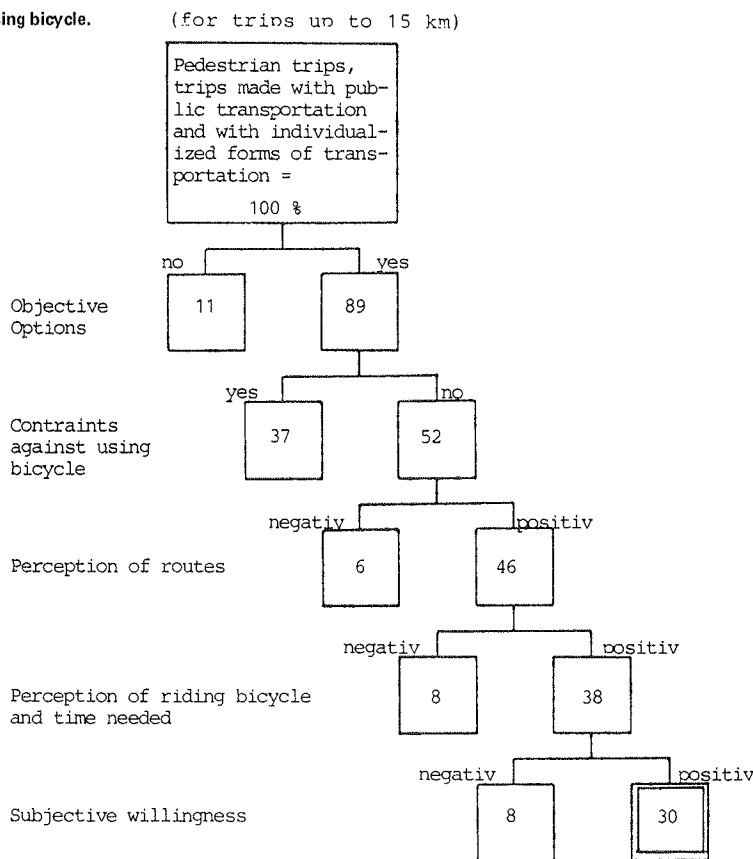 sing bicycle. (for trips up to 15 km)
Pedestrian trips,
trips made with pub-
lic transportation
and with individual-
ized forms of trans-
portation =
100 %
no yes
Objective
Options
11 89
yes no
Contraints
against using
bicycle
37 52
negativ positiv
Perception of routes 6 46
negativ positiv
Perception of riding bicycle
and time needed
8 38
negativ positiv
Subjective willingness 8 30